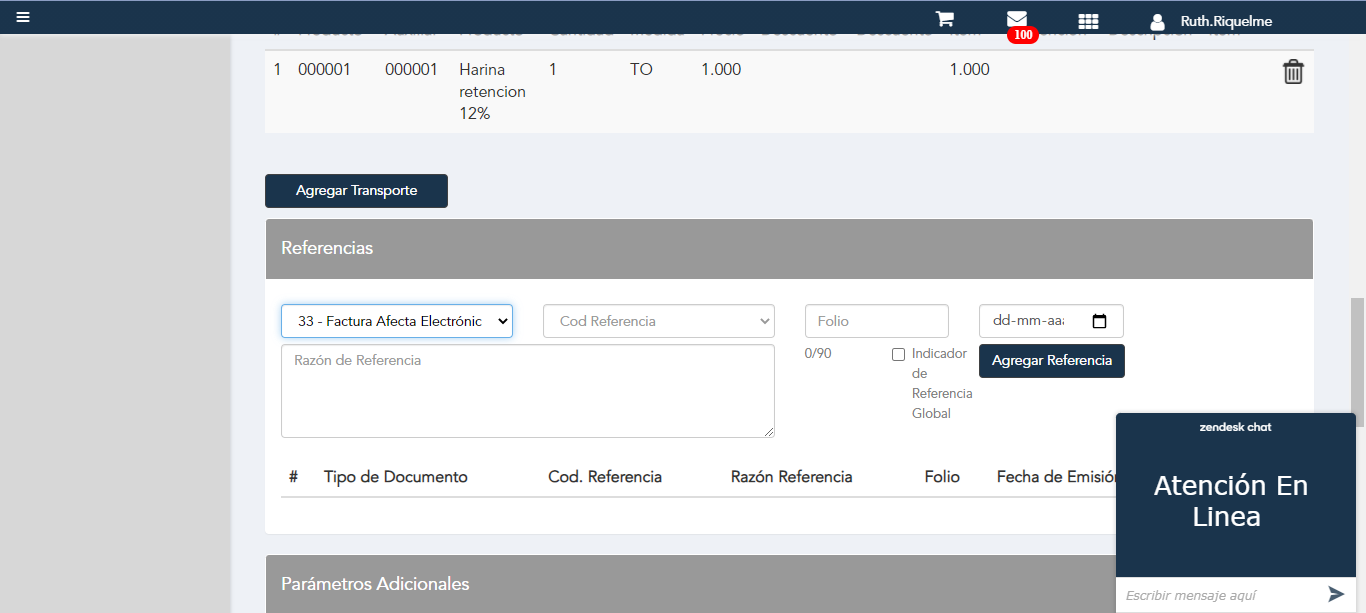 Ruth.Riquelme
100
1 000001 000001 Harina 1 TO 1.000 1.000
retencion
12%
Agregar Transporte
Referencias
33 - Factura Afecta Electrónic Cod Referencia Folio dd-mm-aa
Razón de Referencia 0/90 Indicador Agregar Referencia
de
Referencia
Global
zendesk chat
# Tipo de Documento Cod. Referencia Razón Referencia Folio Fecha de Emisión
Atención En
Linea
Parámetros Adicionales
Escribir mensaje aquí